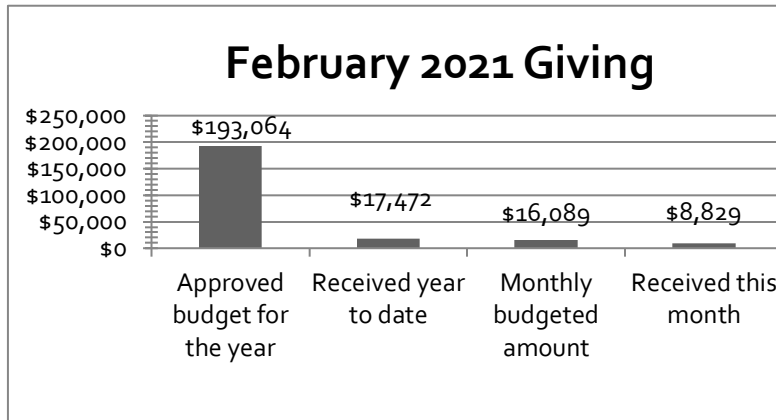 February 2021 Giving
$250,000
$200,000
$150,000
$100,000
$50,000
$0
$193,064
$17,472
$16,089
$8,829
Approved
budget for
the year
Received year
to date
Monthly
budgeted
amount
Received this
month